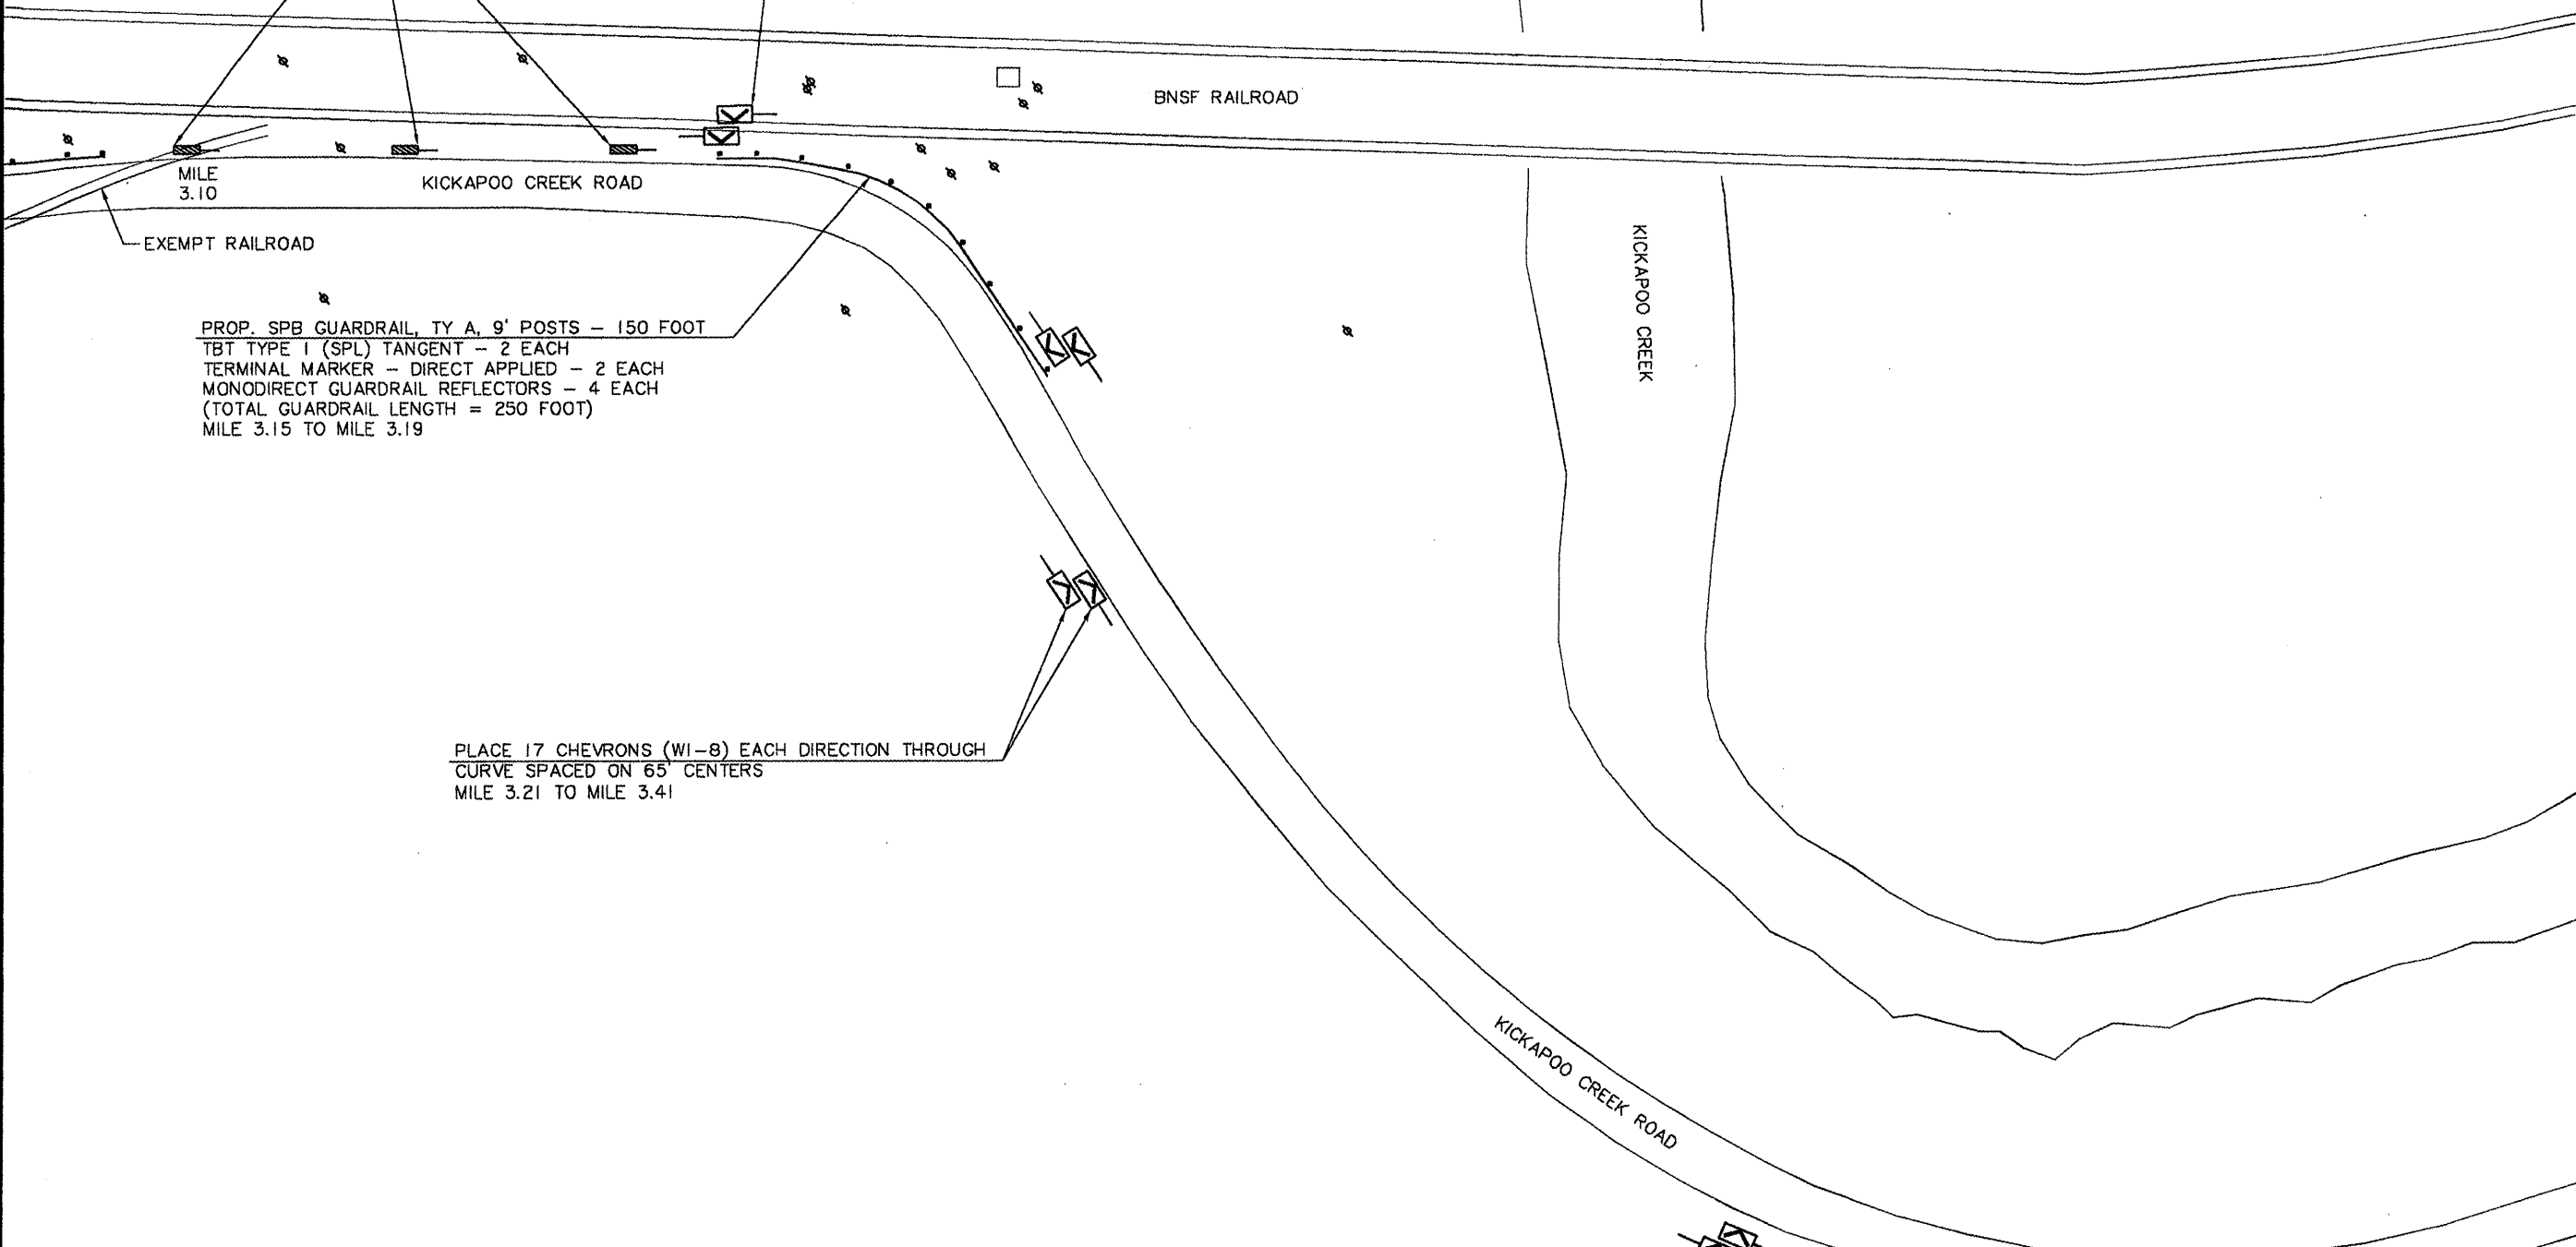 BNSF RAILROAD
MILE
3.10
KICKAPOO CREEK ROAD
EXEMPT RAILROAD
KICKAPOO CREEK
PROP. SPB GUARDRAIL, TY A, 9' POSTS – 150 FOOT
TBT TYPE 1 (SPL) TANGENT – 2 EACH
TERMINAL MARKER – DIRECT APPLIED – 2 EACH
MONODIRECT GUARDRAIL REFLECTORS – 4 EACH
(TOTAL GUARDRAIL LENGTH = 250 FOOT)
MILE 3.15 TO MILE 3.19
PLACE 17 CHEVRONS (W1-8) EACH DIRECTION THROUGH
CURVE SPACED ON 65' CENTERS
MILE 3.21 TO MILE 3.41
KICKAPOO CREEK ROAD